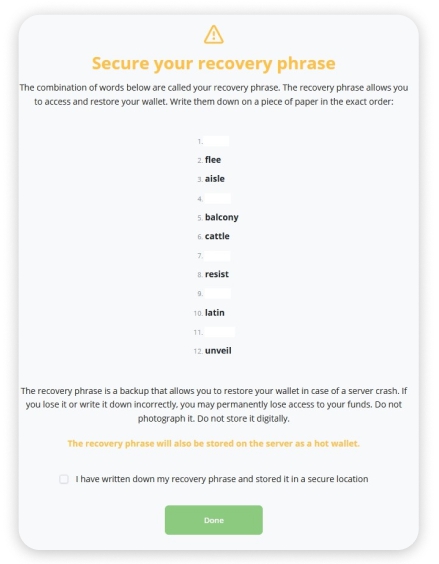 Secure your recovery phrase
The combination of words below are called your recovery phrase. The recovery phrase allows you
to access and restore your wallet. Write them down on a piece of paper in the exact order:
1.
2. flee
3. aisle
4.
5. balcony
6. cattle
7.
8. resist
9.
10. latin
11.
12. unveil
The recovery phrase is a backup that allows you to restore your wallet in case of a server crash. If
you lose it or write it down incorrectly, you may permanently lose access to your funds. Do not
photograph it. Do not store it digitally.
The recovery phrase will also be stored on the server as a hot wallet.
I have written down my recovery phrase and stored it in a secure location
Done